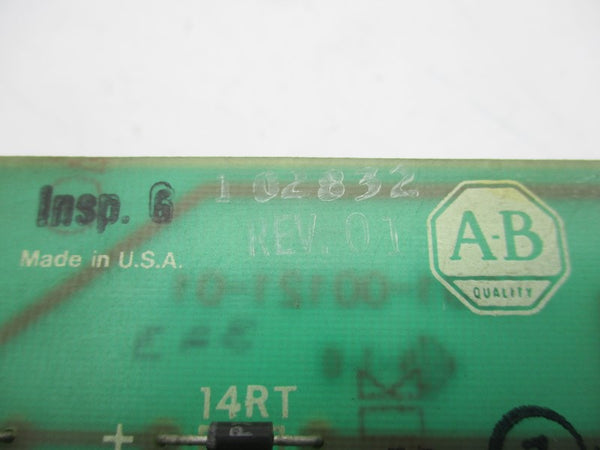 Insp. 6
102832
REV. 01
Made in U.S.A.
A-B
QUALITY
14RT
+